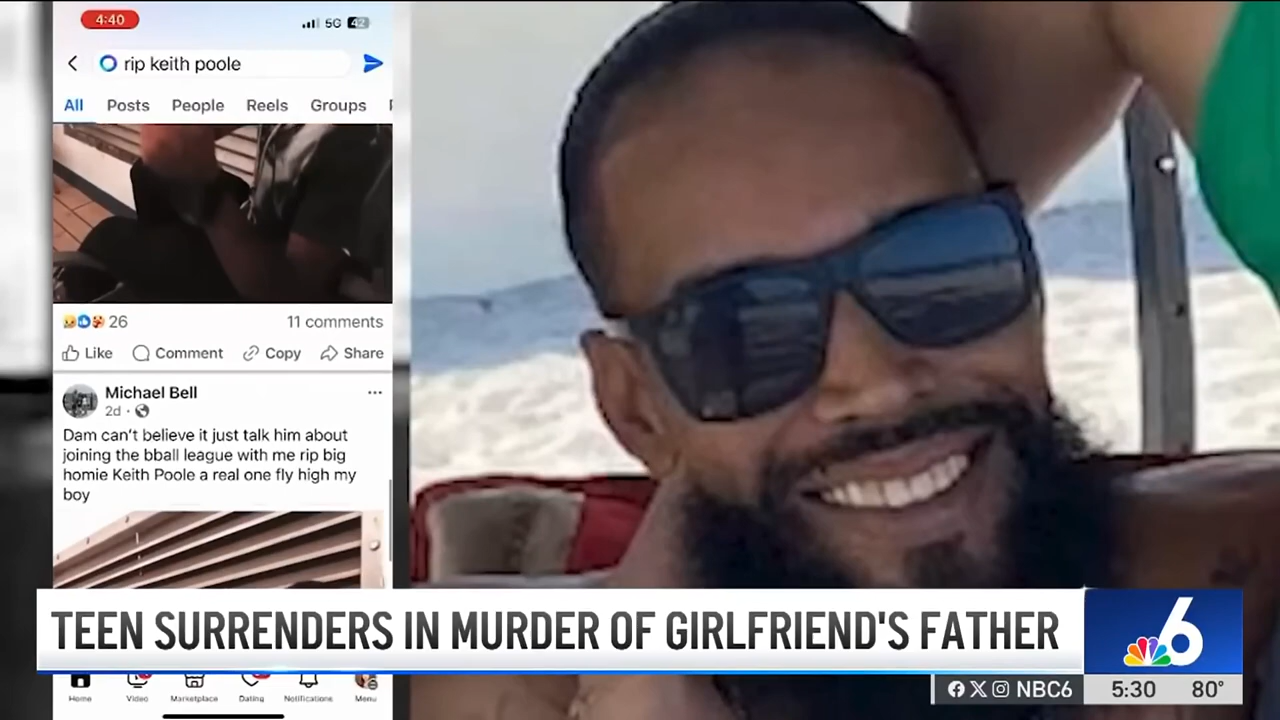 4:40
5G 42
rip keith poole
All Posts People Reels Groups
26 11 comments
Like Comment Copy Share
Michael Bell
2d
Dam can't believe it just talk him about
joining the bball league with me rip big
homie Keith Poole a real one fly high my
boy
TEEN SURRENDERS IN MURDER OF GIRLFRIEND'S FATHER
6
Home Video Marketplace Dating Notifications Menu
NBC6 5:30 80°